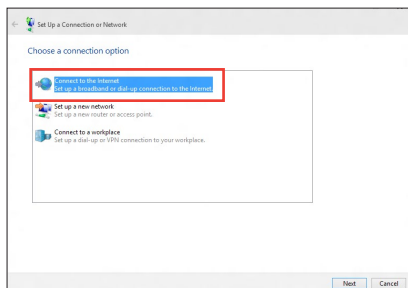 Set Up a Connection or Network
Choose a connection option
Connect to the Internet
Set up a broadband or dial-up connection to the Internet.
Set up a new network
Set up a new router or access point.
Connect to a workplace
Set up a dial-up or VPN connection to your workplace.
Next Cancel